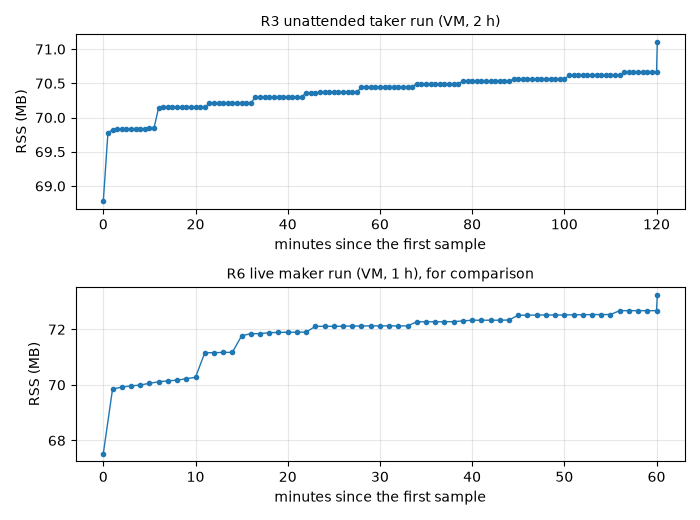 R3 unattended taker run (VM, 2 h)
71.0
70.5
70.0
69.5
69.0
RSS (MB)
0 20 40 60 80 100 120
minutes since the first sample
R6 live maker run (VM, 1 h), for comparison
72
70
68
RSS (MB)
0 10 20 30 40 50 60
minutes since the first sample